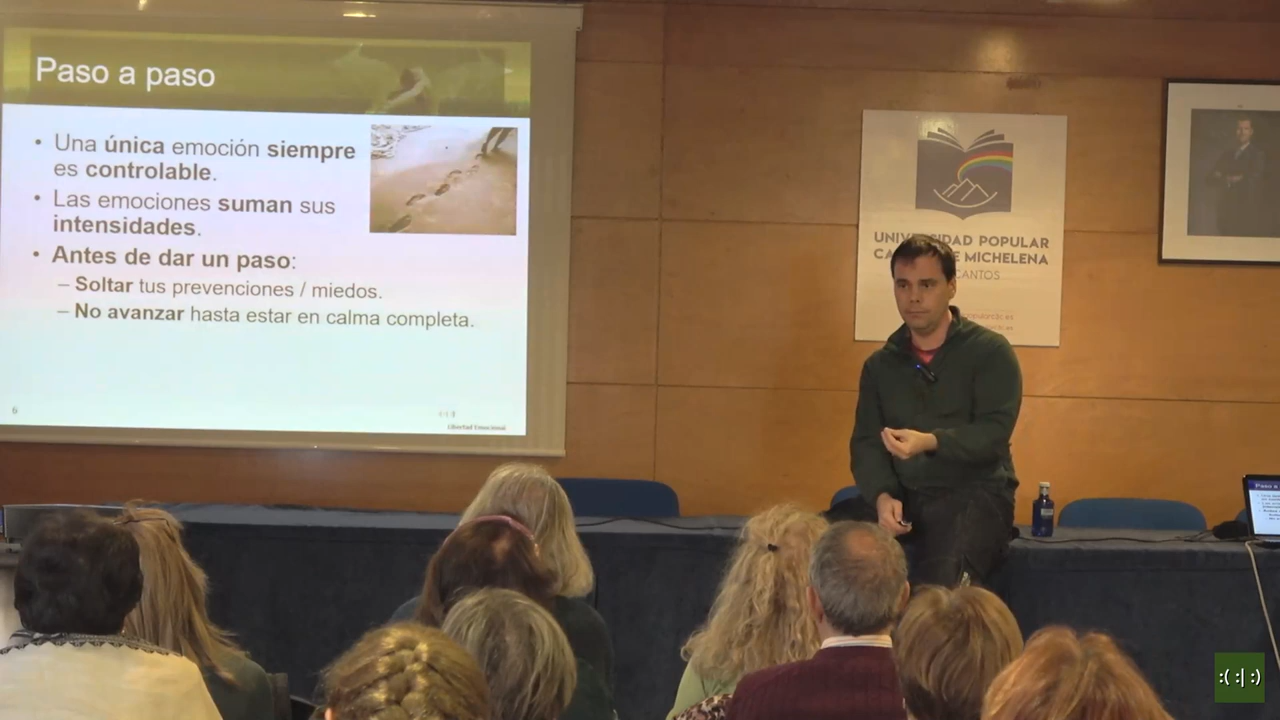 Paso a paso
• Una única emoción siempre
es controlable.
• Las emociones suman sus
intensidades.
• Antes de dar un paso:
– Soltar tus prevenciones / miedos.
– No avanzar hasta estar en calma completa.
6
Libertad Emocional
UNIVERSIDAD POPULAR
MICHELENA
CANTOS
:( :| :)